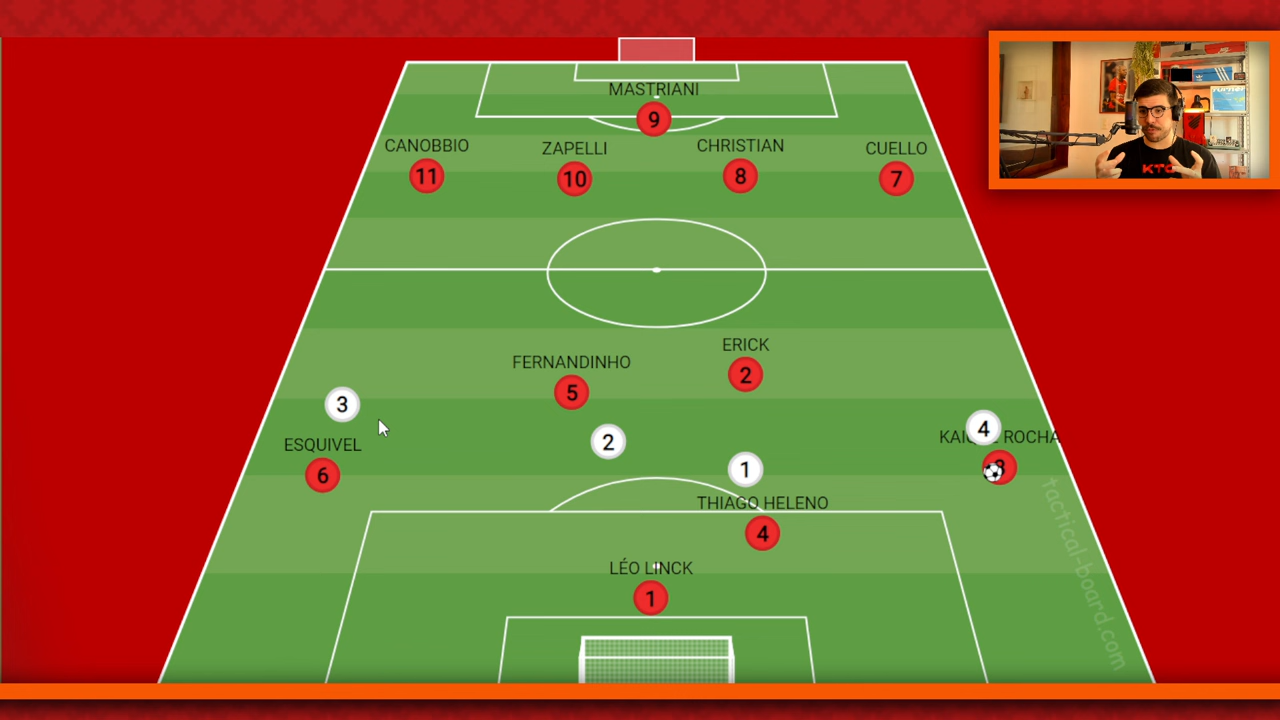 MASTRIANI
9
CANOBBIO
ZAPELLI
CHRISTIAN
CUELLO
11
10
8
7
KTO
ERICK
FERNANDINHO
2
5
3
4
ESQUIVEL
2
1
6
THIAGO HELENO
4
LÉO LINCK
1
tactical-board.com